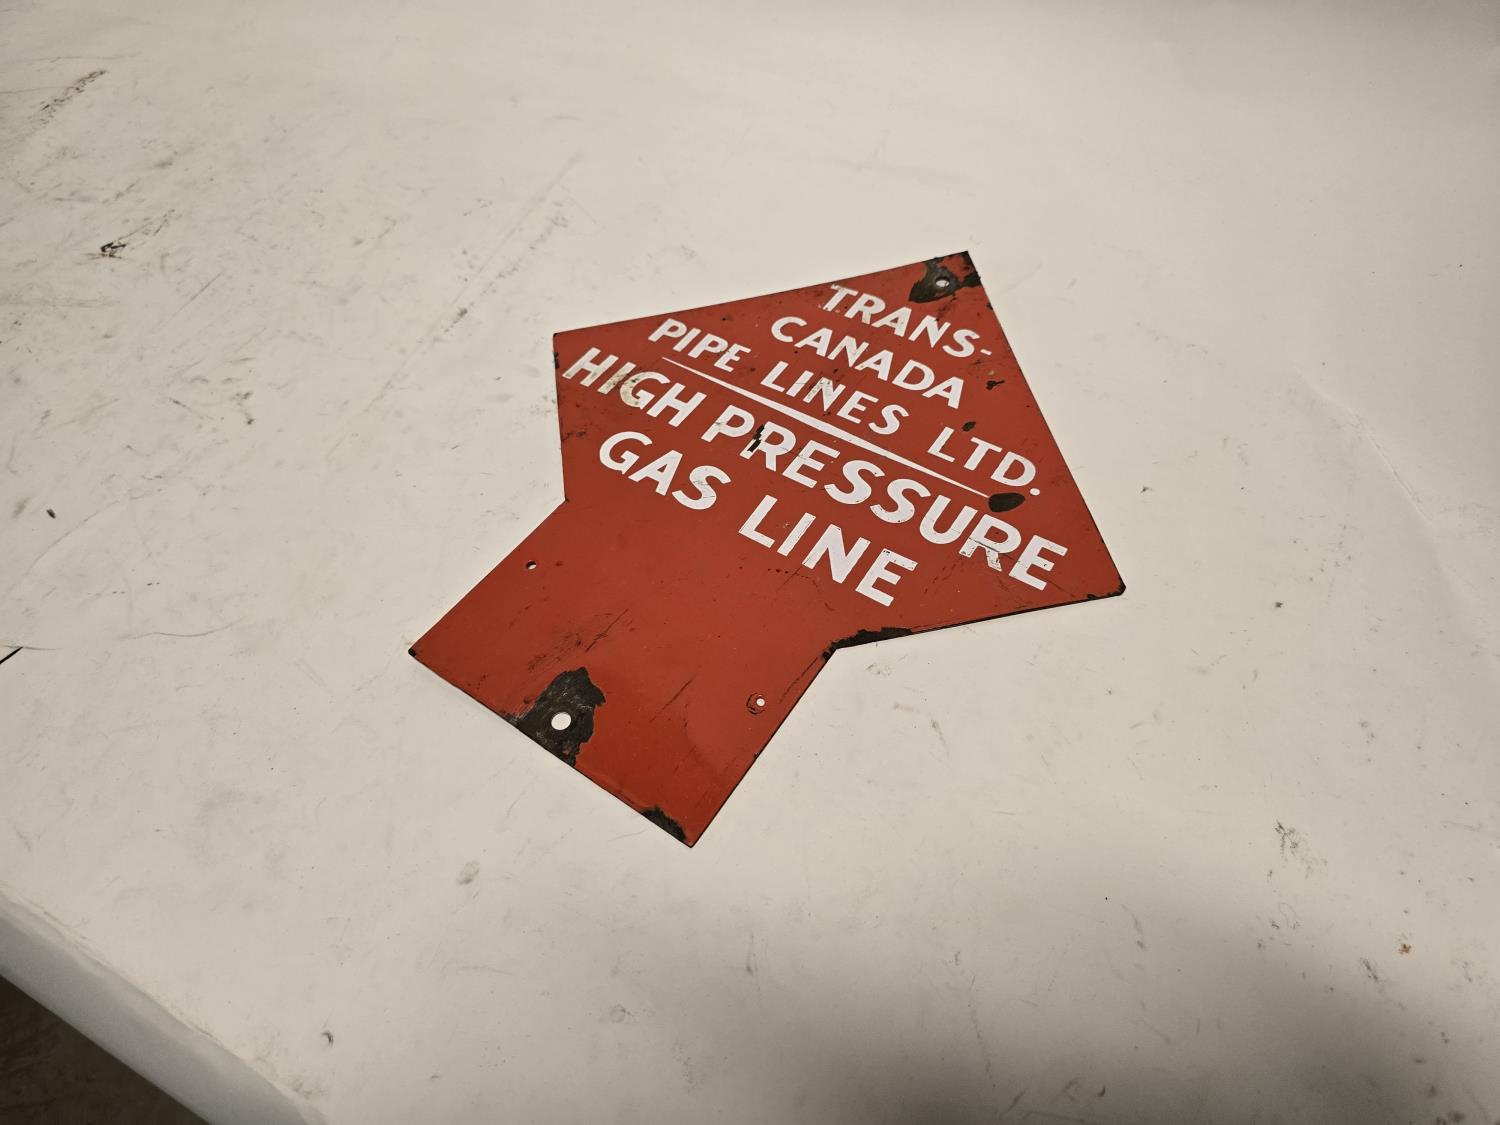 TRANS-
CANADA
PIPE LINES LTD.
HIGH PRESSURE
GAS LINE